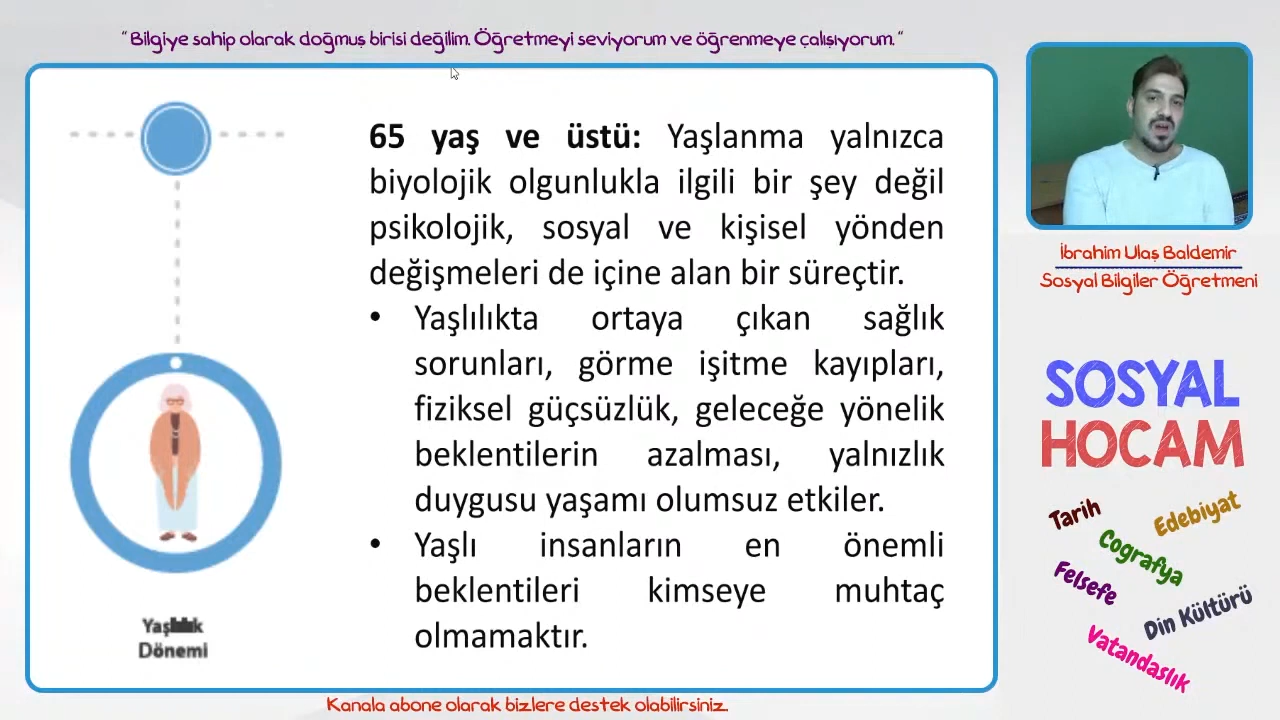 “Bilgiye sahip olarak doğmuş birisi değilim. Öğretmeyi seviyorum ve öğrenmeye çalışıyorum.“
65 yaş ve üstü: Yaşlanma yalnızca
biyolojik olgunlukla ilgili bir şey değil
psikolojik, sosyal ve kişisel yönden
değişmeleri de içine alan bir süreçtir.
• Yaşlılıkta ortaya çıkan sağlık
sorunları, görme işitme kayıpları,
fiziksel güçsüzlük, geleceğe yönelik
beklentilerin azalması, yalnızlık
duygusu yaşamı olumsuz etkiler.
• Yaşlı insanların en önemli
beklentileri kimseye muhtaç
olmamaktır.
Dönemi
İbrahim Ulaş Baldemir
Sosyal Bilgiler Öğretmeni
SOSYAL
HOCAM
Tarih
Edebiyat
Coğrafya
Felsefe
Din Kültürü
Vatandaslık
Kanala abone olarak bizlere destek olabilirsiniz.